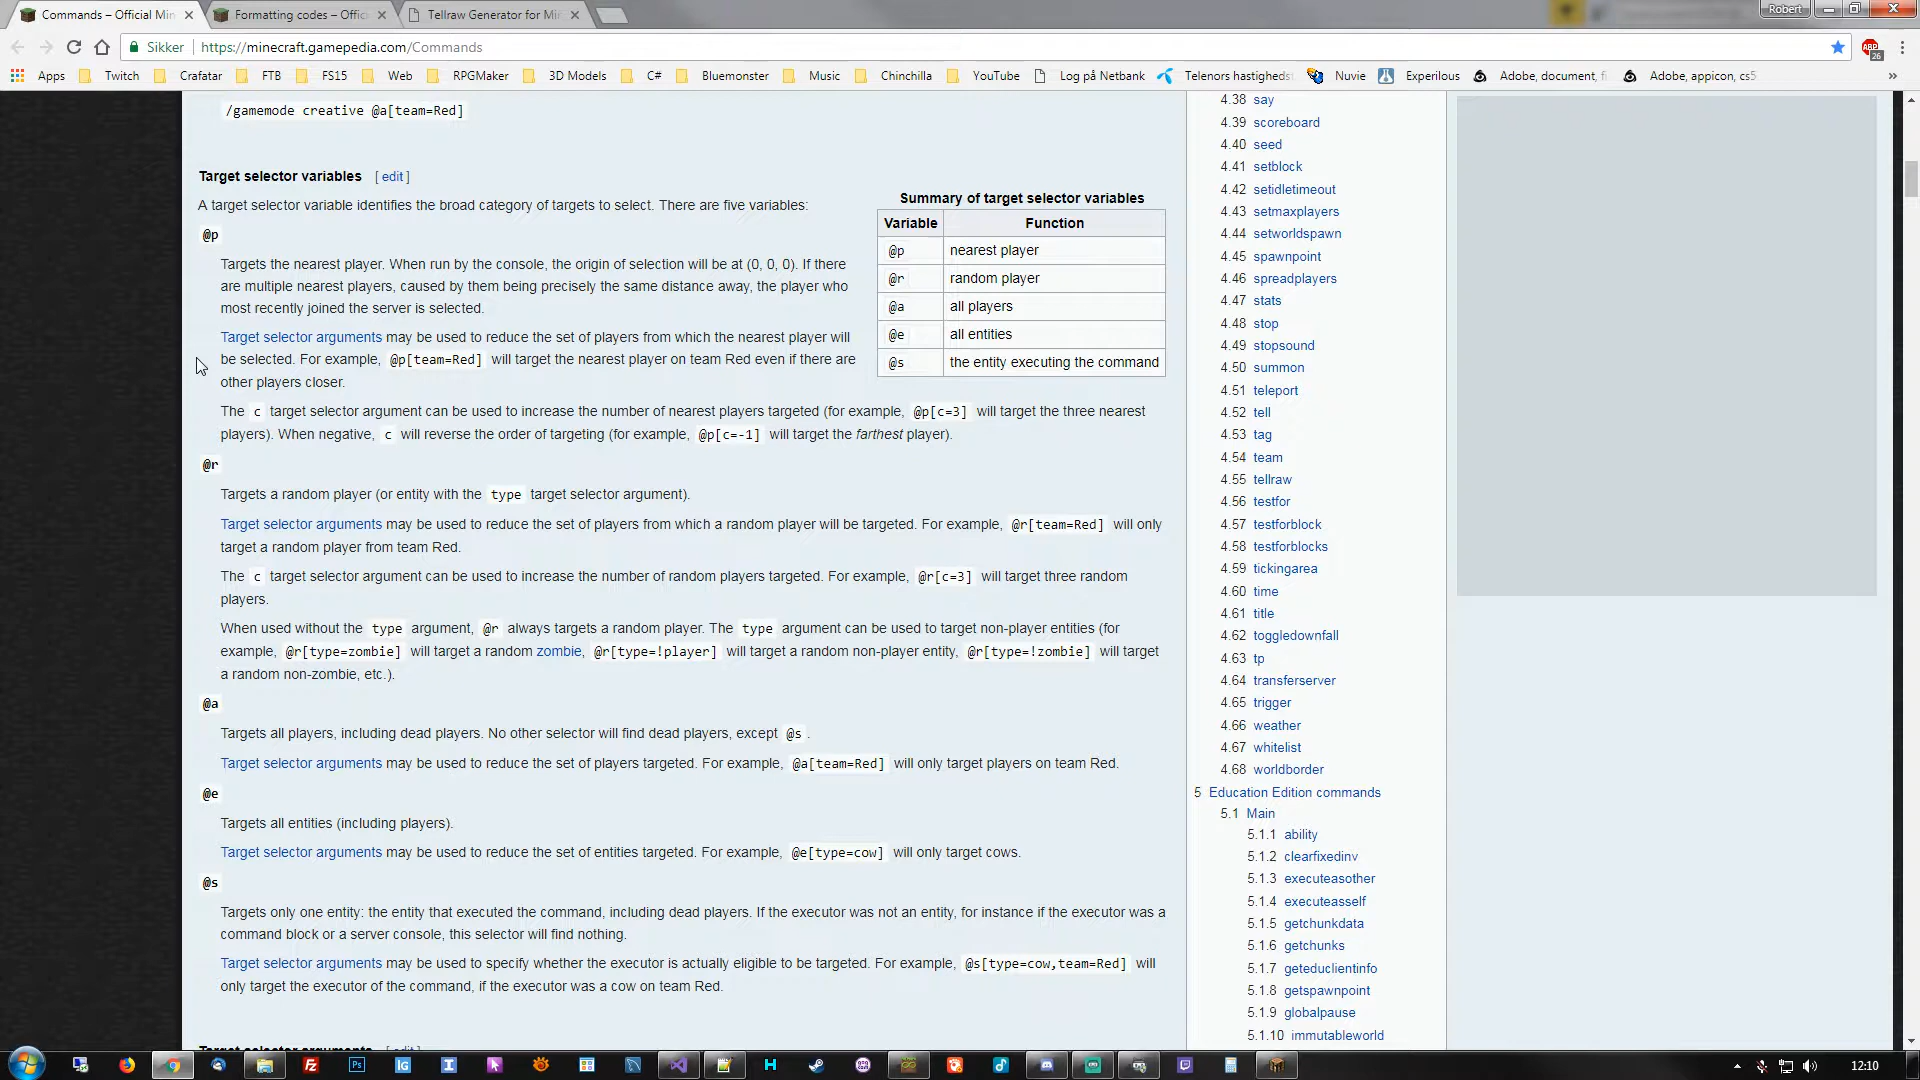 Commands – Official Min
Formatting codes – Offic
Tellraw Generator for Min
Robert
Sikker
https://minecraft.gamepedia.com/Commands
Apps
Twitch
Crafatar
FTB
FS15
Web
RPGMaker
3D Models
C#
Bluemonster
Music
Chinchilla
YouTube
Log på Netbank
Telenors hastigheds
Nuvie
Experilous
Adobe, document, fi
Adobe, appicon, cs5
»
/gamemode creative @a[team=Red]
Target selector variables [ edit ]
A target selector variable identifies the broad category of targets to select. There are five variables:
Summary of target selector variables
Variable Function
@p nearest player
@r random player
@a all players
@e all entities
@s the entity executing the command
@p
Targets the nearest player. When run by the console, the origin of selection will be at (0, 0, 0). If there
are multiple nearest players, caused by them being precisely the same distance away, the player who
most recently joined the server is selected.
Target selector arguments may be used to reduce the set of players from which the nearest player will
be selected. For example, @p[team=Red] will target the nearest player on team Red even if there are
other players closer.
The c target selector argument can be used to increase the number of nearest players targeted (for example, @p[c=3] will target the three nearest
players). When negative, c will reverse the order of targeting (for example, @p[c=-1] will target the farthest player).
@r
Targets a random player (or entity with the type target selector argument).
Target selector arguments may be used to reduce the set of players from which a random player will be targeted. For example, @r[team=Red] will only
target a random player from team Red.
The c target selector argument can be used to increase the number of random players targeted. For example, @r[c=3] will target three random
players.
When used without the type argument, @r always targets a random player. The type argument can be used to target non-player entities (for
example, @r[type=zombie] will target a random zombie, @r[type=!player] will target a random non-player entity, @r[type=!zombie] will target
a random non-zombie, etc.).
@a
Targets all players, including dead players. No other selector will find dead players, except @s .
Target selector arguments may be used to reduce the set of players targeted. For example, @a[team=Red] will only target players on team Red.
@e
Targets all entities (including players).
Target selector arguments may be used to reduce the set of entities targeted. For example, @e[type=cow] will only target cows.
@s
Targets only one entity: the entity that executed the command, including dead players. If the executor was not an entity, for instance if the executor was a
command block or a server console, this selector will find nothing.
Target selector arguments may be used to specify whether the executor is actually eligible to be targeted. For example, @s[type=cow,team=Red] will
only target the executor of the command, if the executor was a cow on team Red.
Target selector arguments [ edit ]
4.38 say
4.39 scoreboard
4.40 seed
4.41 setblock
4.42 setidletimeout
4.43 setmaxplayers
4.44 setworldspawn
4.45 spawnpoint
4.46 spreadplayers
4.47 stats
4.48 stop
4.49 stopsound
4.50 summon
4.51 teleport
4.52 tell
4.53 tag
4.54 team
4.55 tellraw
4.56 testfor
4.57 testforblock
4.58 testforblocks
4.59 tickingarea
4.60 time
4.61 title
4.62 toggledownfall
4.63 tp
4.64 transferserver
4.65 trigger
4.66 weather
4.67 whitelist
4.68 worldborder
5 Education Edition commands
5.1 Main
5.1.1 ability
5.1.2 clearfixedinv
5.1.3 executeasother
5.1.4 executeasself
5.1.5 getchunkdata
5.1.6 getchunks
5.1.7 geteduclientinfo
5.1.8 getspawnpoint
5.1.9 globalpause
5.1.10 immutableworld
12:10